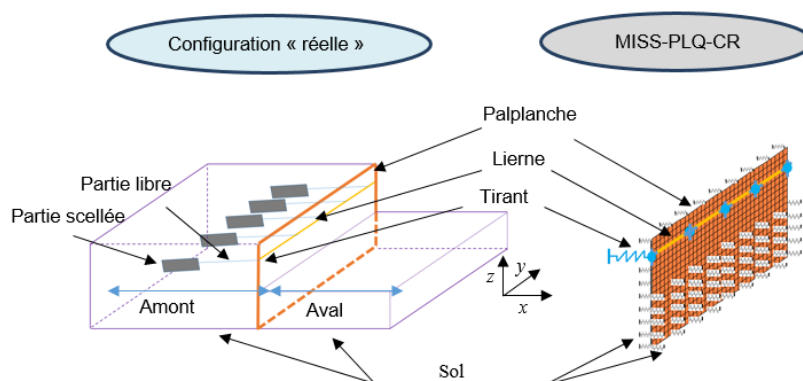 Configuration « réelle »
MISS-PLQ-CR
Palplanche
Lierne
Partie libre
Tirant
Partie scellée
y
z
x
Amont
Aval
Sol